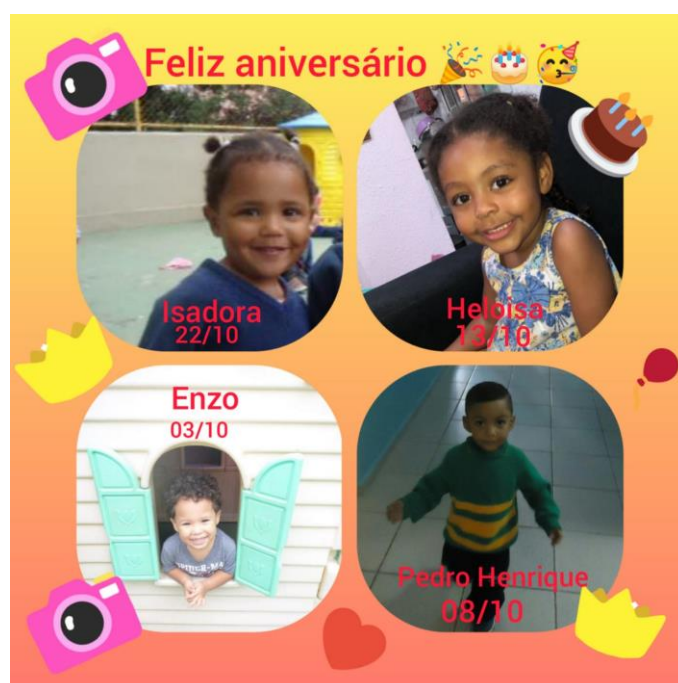 Feliz aniversário 🎉🎂🥳
Isadora
22/10
Heloisa
13/10
Enzo
03/10
Pedro Henrique
08/10